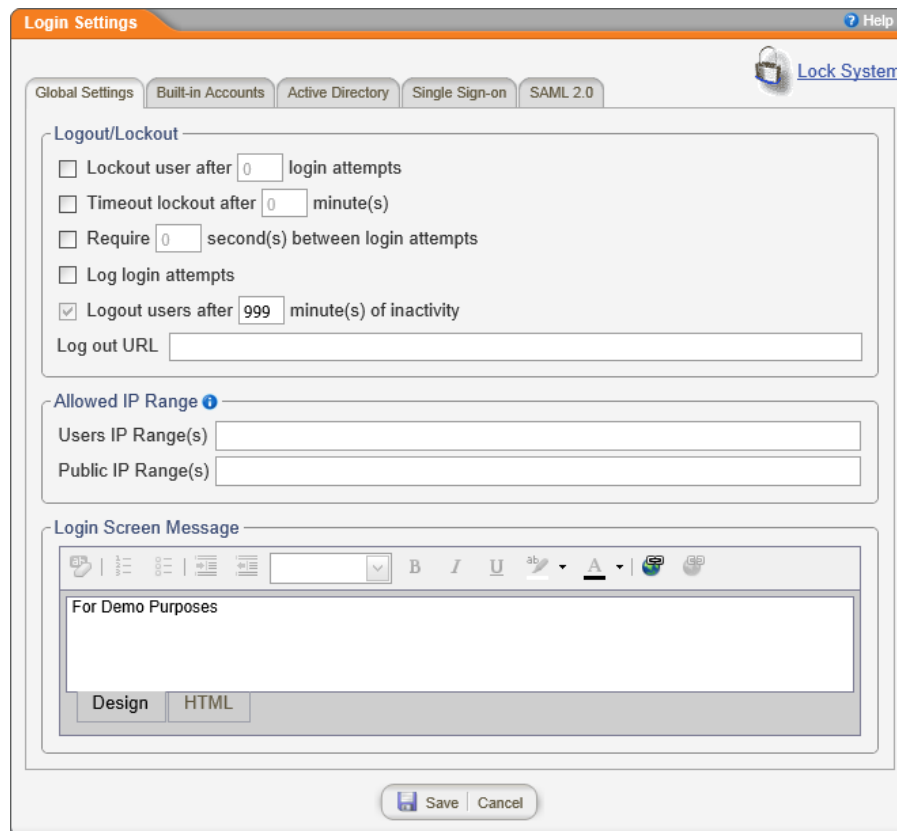 Login Settings
Help
Lock System
Global Settings
Built-in Accounts
Active Directory
Single Sign-on
SAML 2.0
Logout/Lockout
Lockout user after 0 login attempts
Timeout lockout after 0 minute(s)
Require 0 second(s) between login attempts
Log login attempts
Logout users after 999 minute(s) of inactivity
Log out URL
Allowed IP Range
Users IP Range(s)
Public IP Range(s)
Login Screen Message
B I U ab A
For Demo Purposes
Design HTML
Save Cancel